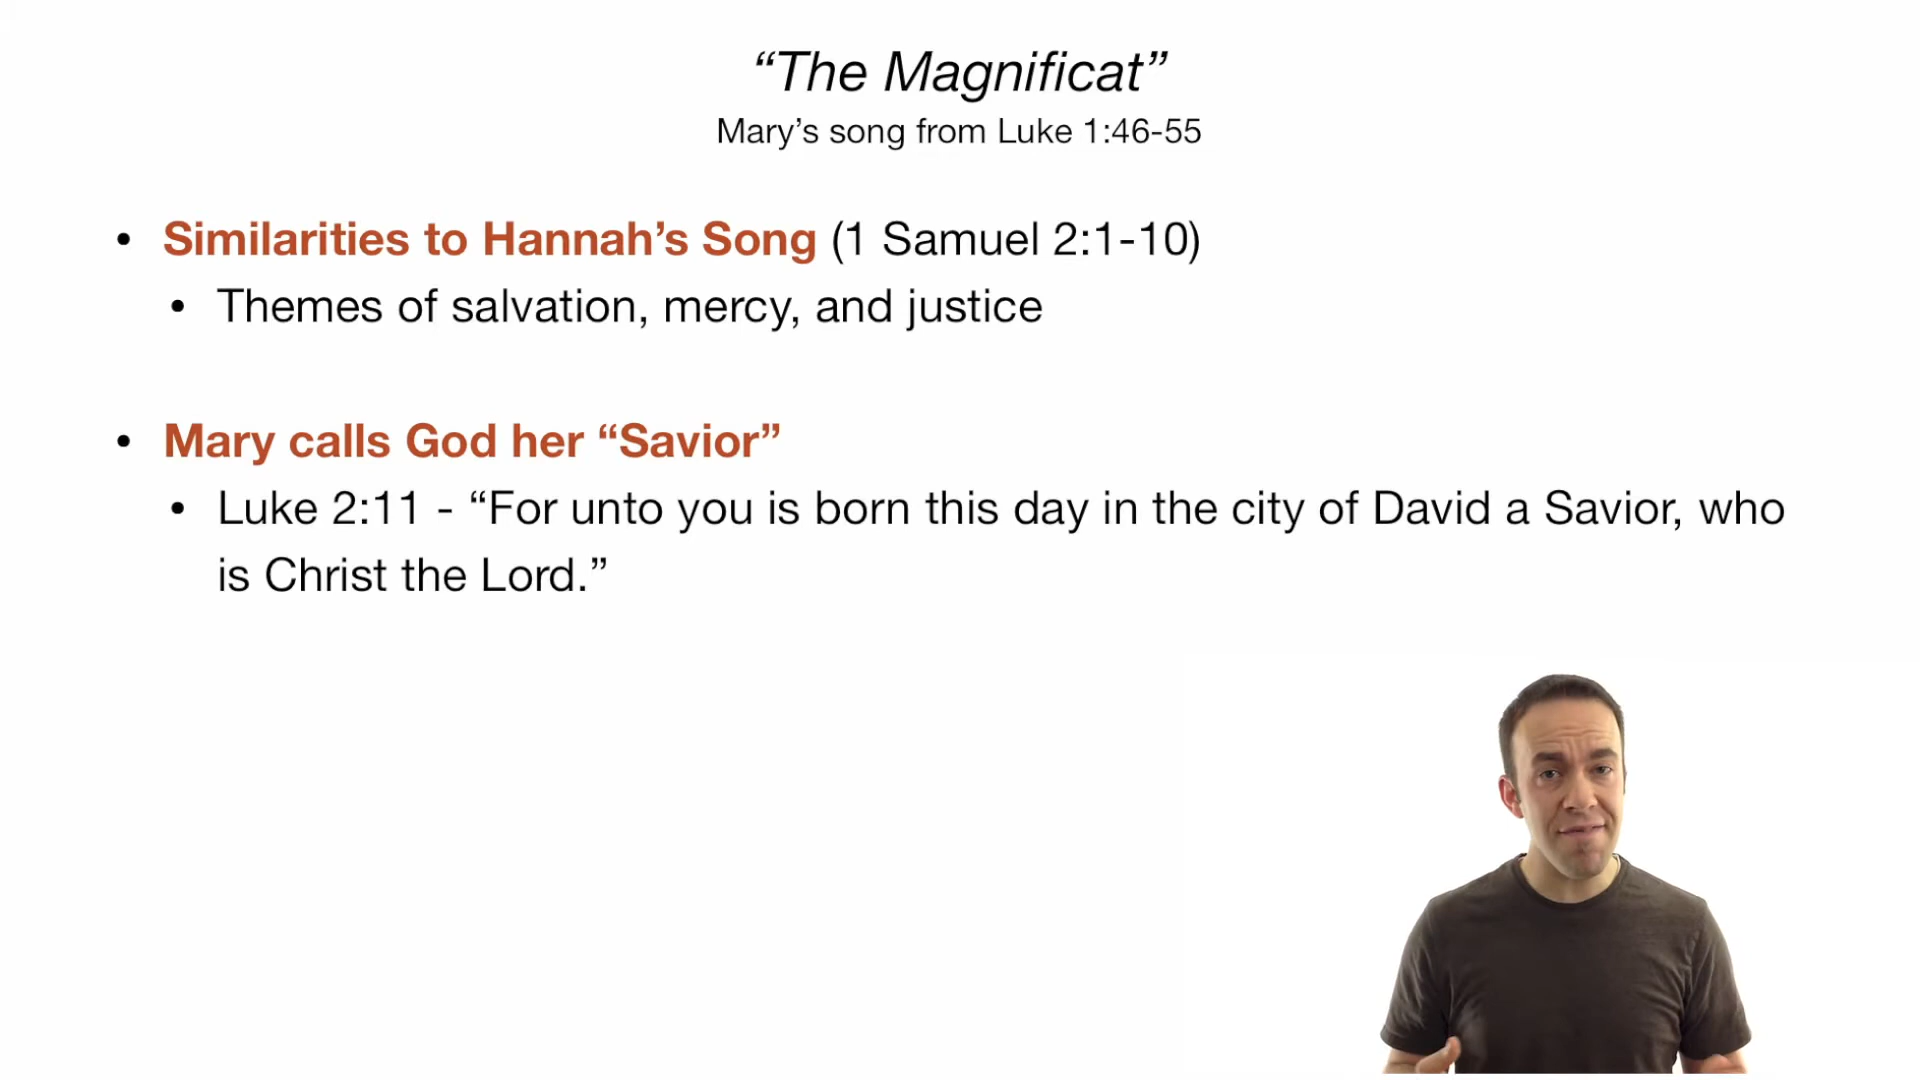 “The Magnificat”
Mary’s song from Luke 1:46-55
• Similarities to Hannah’s Song (1 Samuel 2:1-10)
• Themes of salvation, mercy, and justice
• Mary calls God her “Savior”
• Luke 2:11 - “For unto you is born this day in the city of David a Savior, who
is Christ the Lord.”